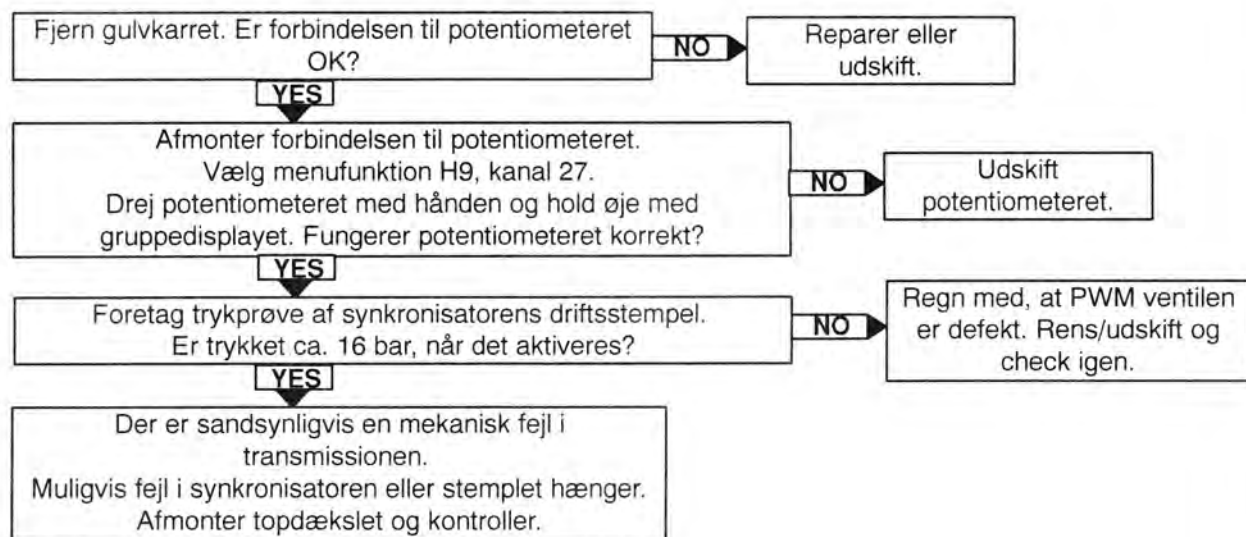 Fjern gulvkarret. Er forbindelsen til potentiometeret
OK?
NO
Reparer eller
udskift.
YES
Afmonter forbindelsen til potentiometeret.
Vælg menufunktion H9, kanal 27.
Drej potentiometeret med hånden og hold øje med
gruppedisplayet. Fungerer potentiometeret korrekt?
NO
Udskift
potentiometeret.
YES
Foretag trykprøve af synkronisatorens driftsstempel.
Er trykket ca. 16 bar, når det aktiveres?
NO
Regn med, at PWM ventilen
er defekt. Rens/udskift og
check igen.
YES
Der er sandsynligvis en mekanisk fejl i
transmissionen.
Muligvis fejl i synkronisatoren eller stemplet hænger.
Afmonter topdækslet og kontroller.